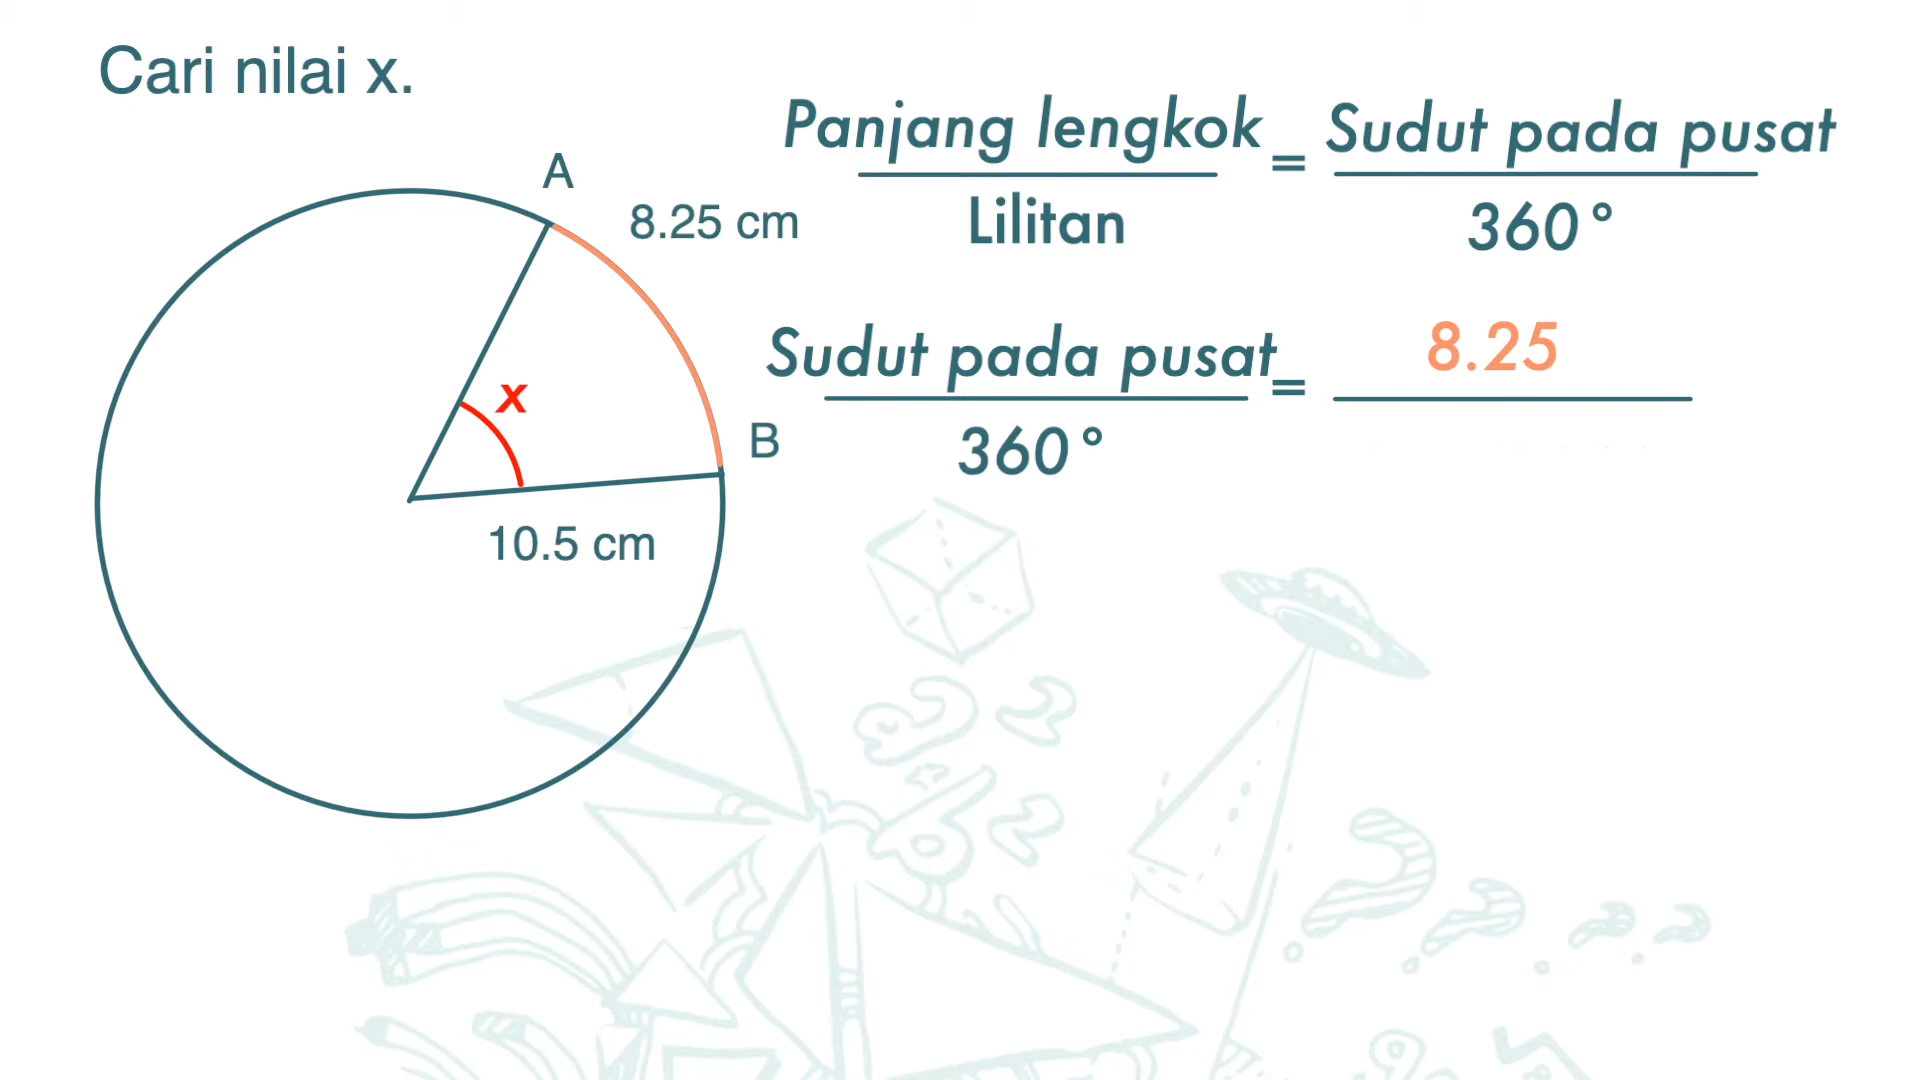 Cari nilai x.
Panjang lengkok = Sudut pada pusat
Lilitan 360°
A
8.25 cm
Sudut pada pusat = 8.25
360°
x
B
10.5 cm